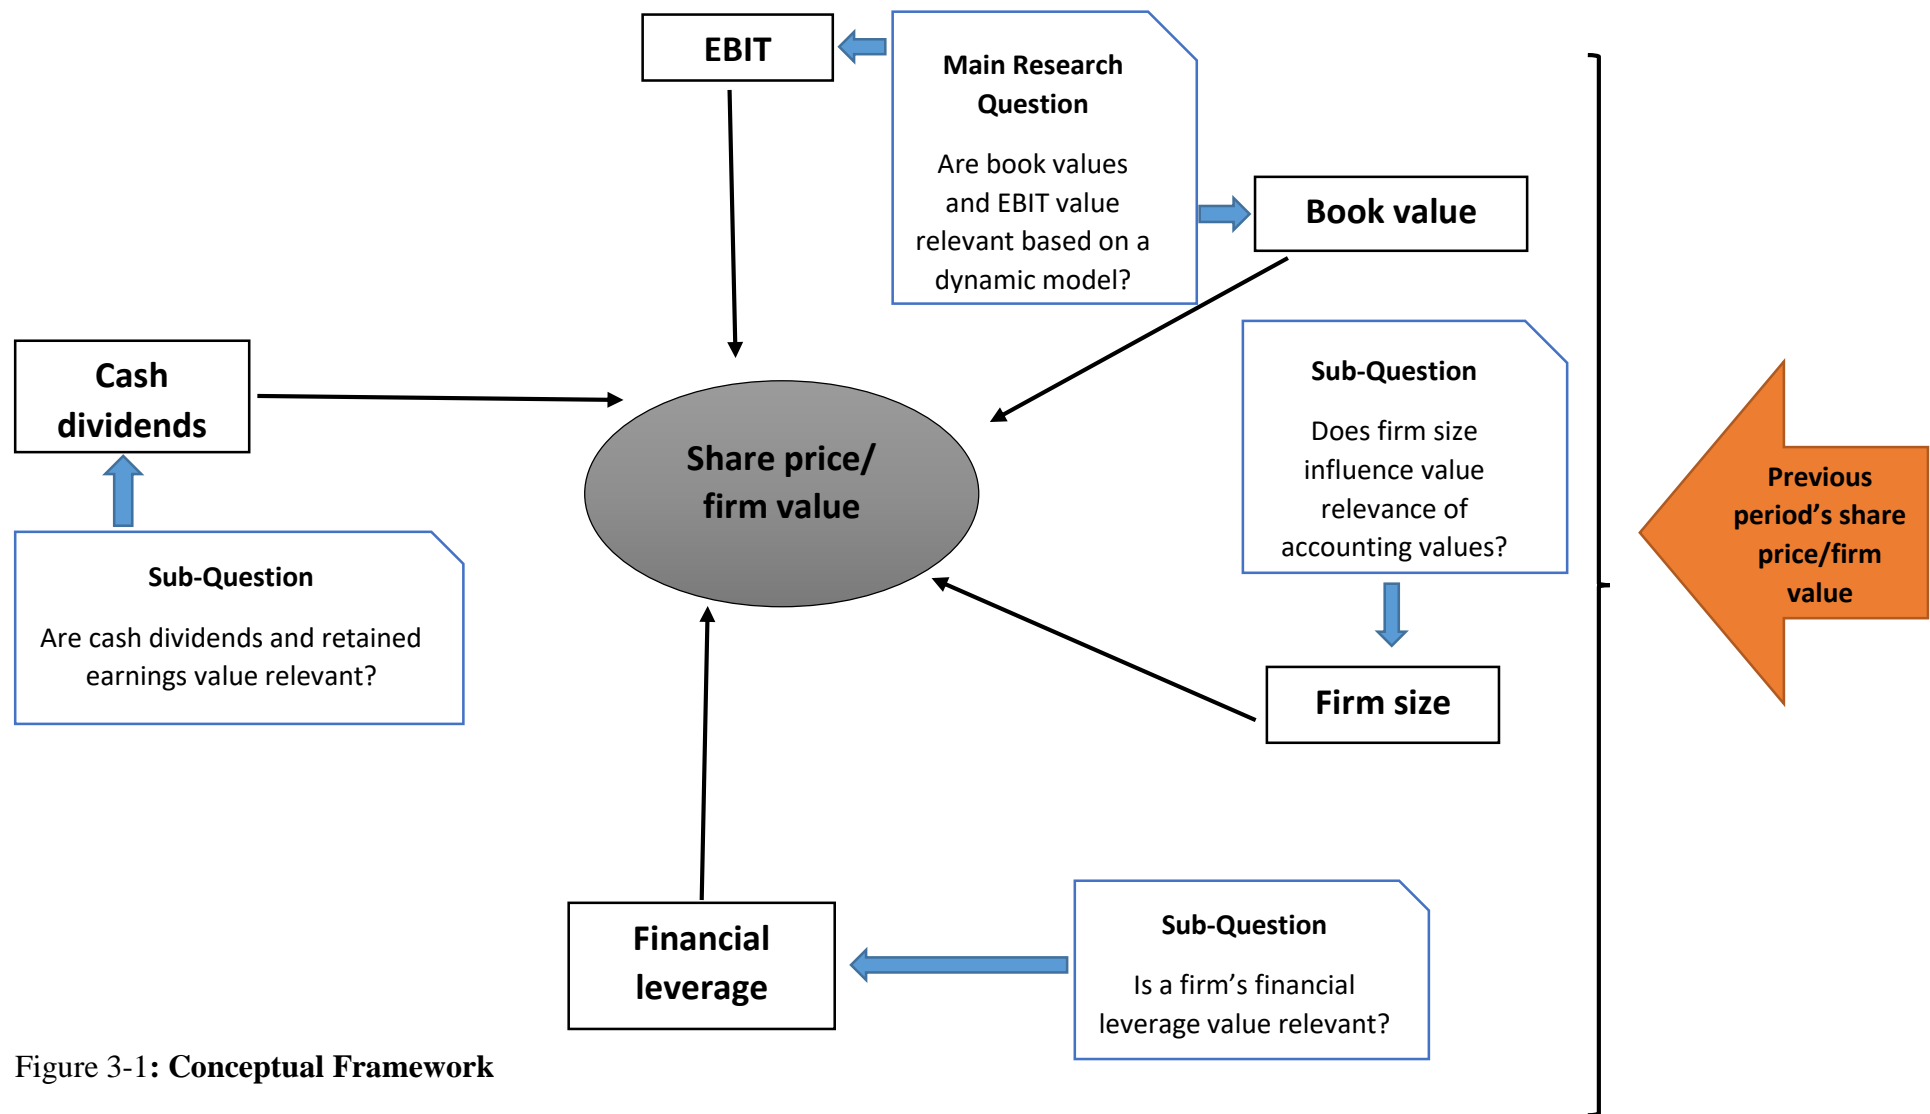 EBIT
Main Research
Question
Are book values
and EBIT value
relevant based on a
dynamic model?
Book value
Cash
dividends
Sub-Question
Does firm size
influence value
relevance of
accounting values?
Share price/
firm value
Previous
period’s share
price/firm
value
Sub-Question
Are cash dividends and retained
earnings value relevant?
Firm size
Financial
leverage
Sub-Question
Is a firm’s financial
leverage value relevant?
Figure 3-1: Conceptual Framework